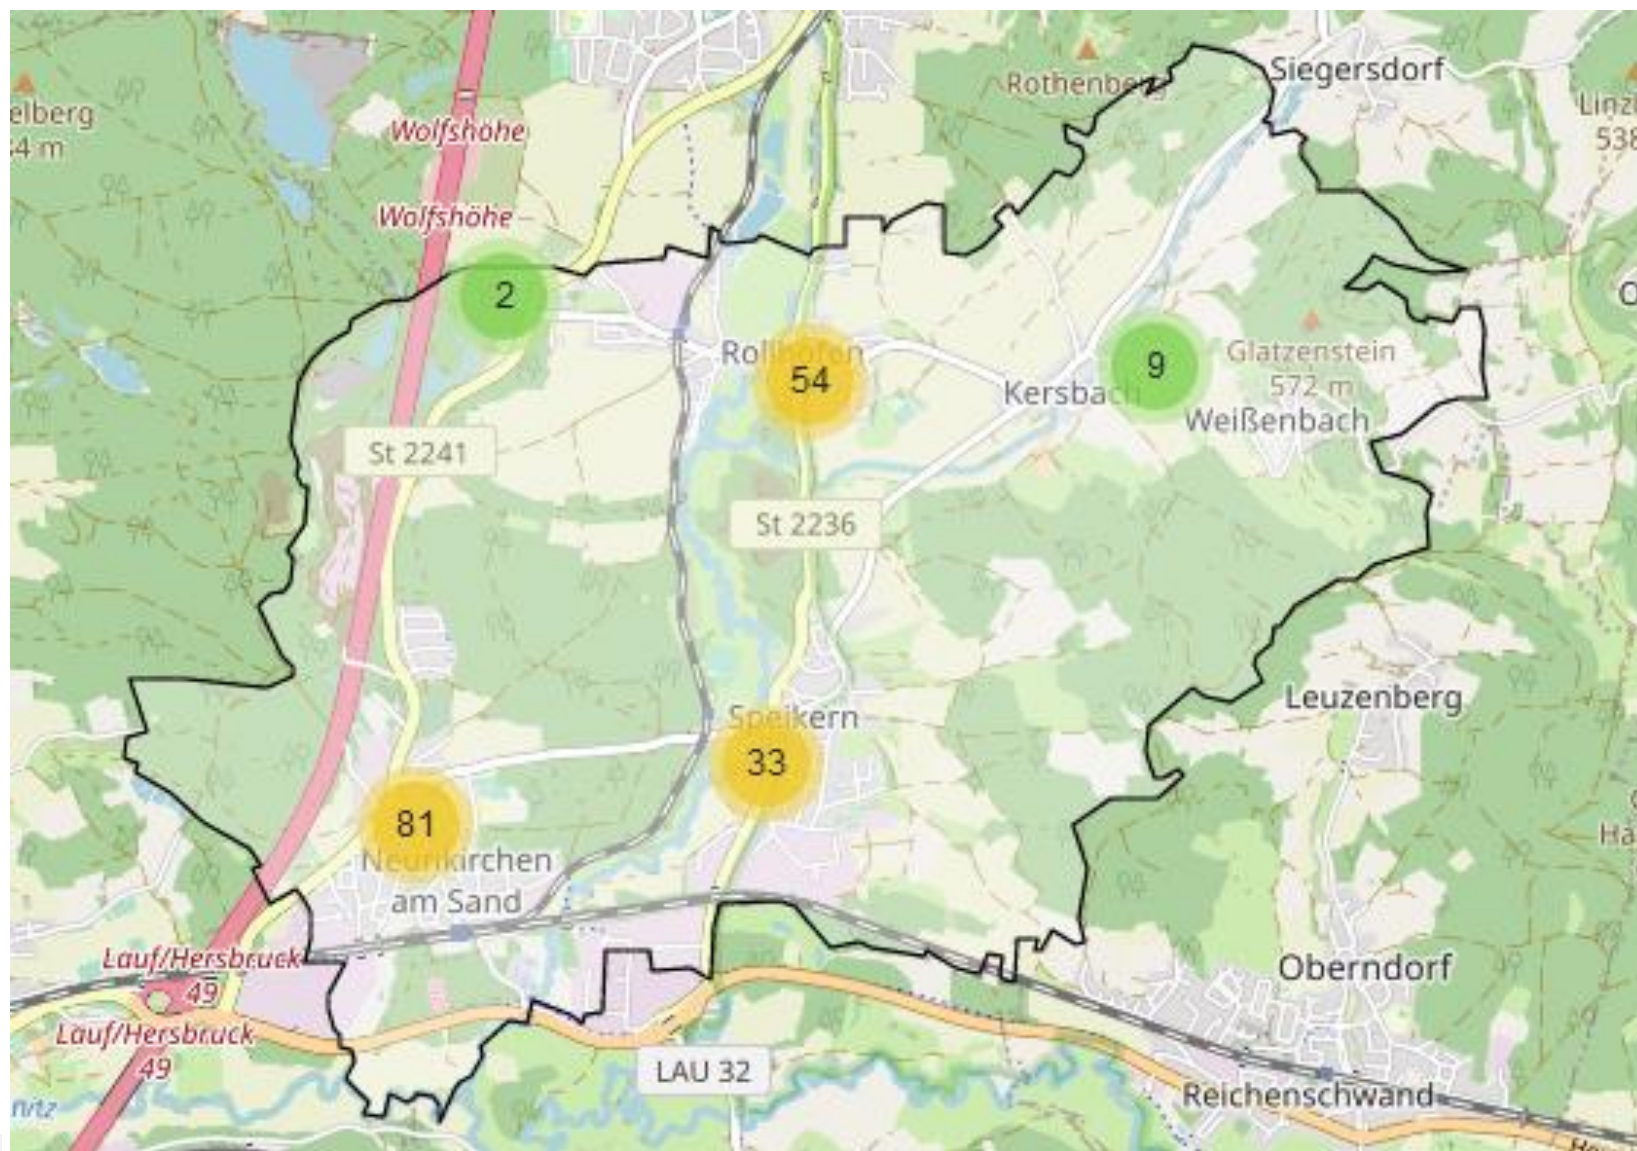 Siegersdorf
Rothenberg
elberg
4 m
Wolfshöhe
538
Wolfshöhe
2
Rollhofen
54
9
Glatzenstein
572 m
Kersbach
Weißenbach
St 2241
St 2236
Leuzenberg
Speikern
33
81
Neunkirchen
am Sand
Lauf/Hersbruck
49
Oberndorf
Lauf/Hersbruck
49
LAU 32
Reichenschwand
nitz